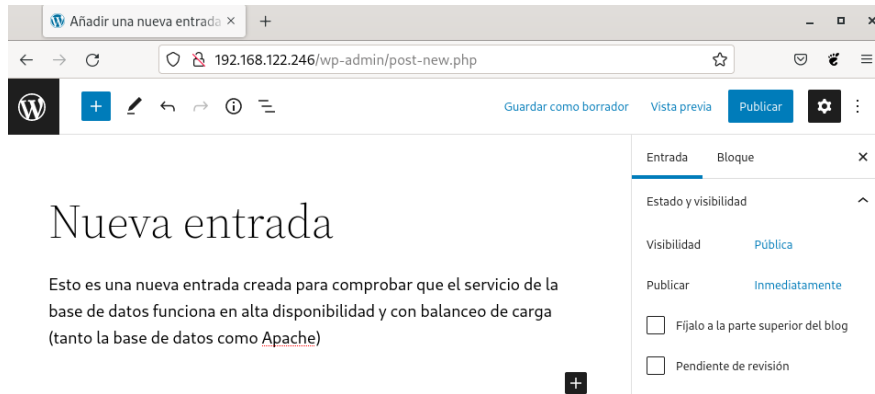 Añadir una nueva entrada
192.168.122.246/wp-admin/post-new.php
Guardar como borrador Vista previa Publicar
Entrada Bloque
Estado y visibilidad
Nueva entrada
Visibilidad Pública
Esto es una nueva entrada creada para comprobar que el servicio de la
base de datos funciona en alta disponibilidad y con balanceo de carga
(tanto la base de datos como Apache)
Publicar Inmediatamente
Fíjalo a la parte superior del blog
Pendiente de revisión